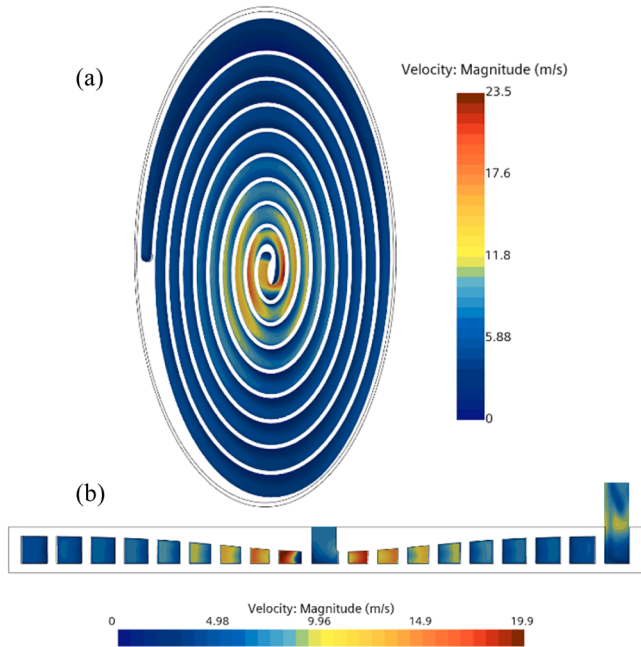 (a)
Velocity: Magnitude (m/s)
23.5
17.6
11.8
5.88
0
(b)
Velocity: Magnitude (m/s)
0 4.98 9.96 14.9 19.9